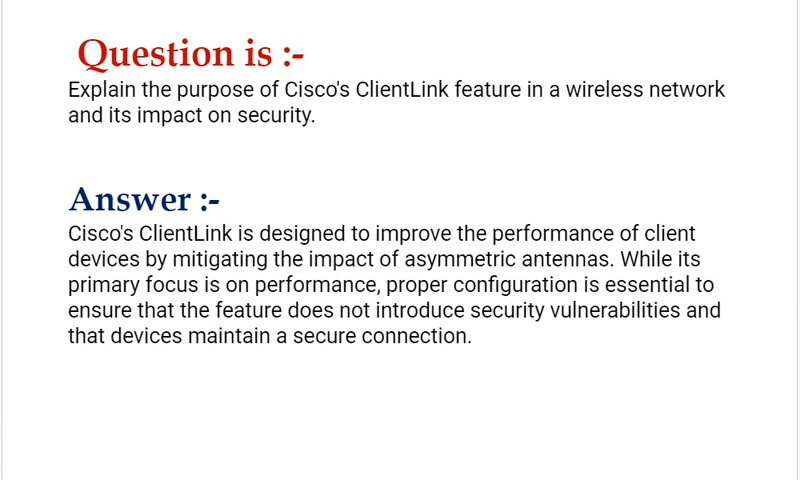 Question is :-
Explain the purpose of Cisco's ClientLink feature in a wireless network
and its impact on security.
Answer :-
Cisco's ClientLink is designed to improve the performance of client
devices by mitigating the impact of asymmetric antennas. While its
primary focus is on performance, proper configuration is essential to
ensure that the feature does not introduce security vulnerabilities and
that devices maintain a secure connection.